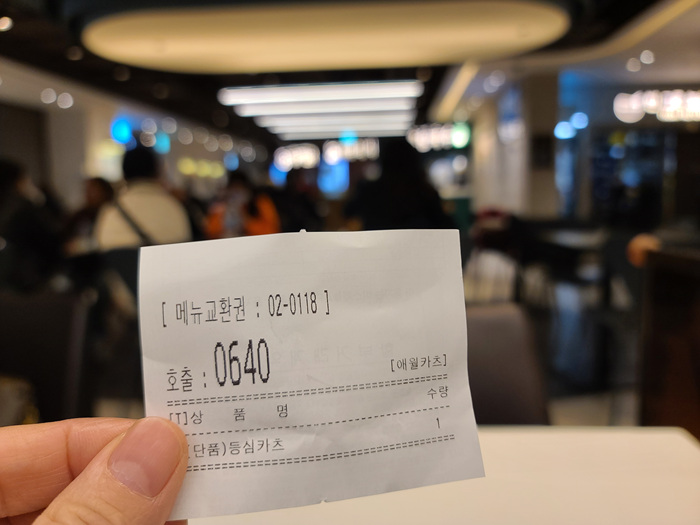 [ 메뉴교환권 : 02-0118 ]
호출 : 0640 [애월카츠]
[T]상 품 명 수량
단품)등심카츠 1